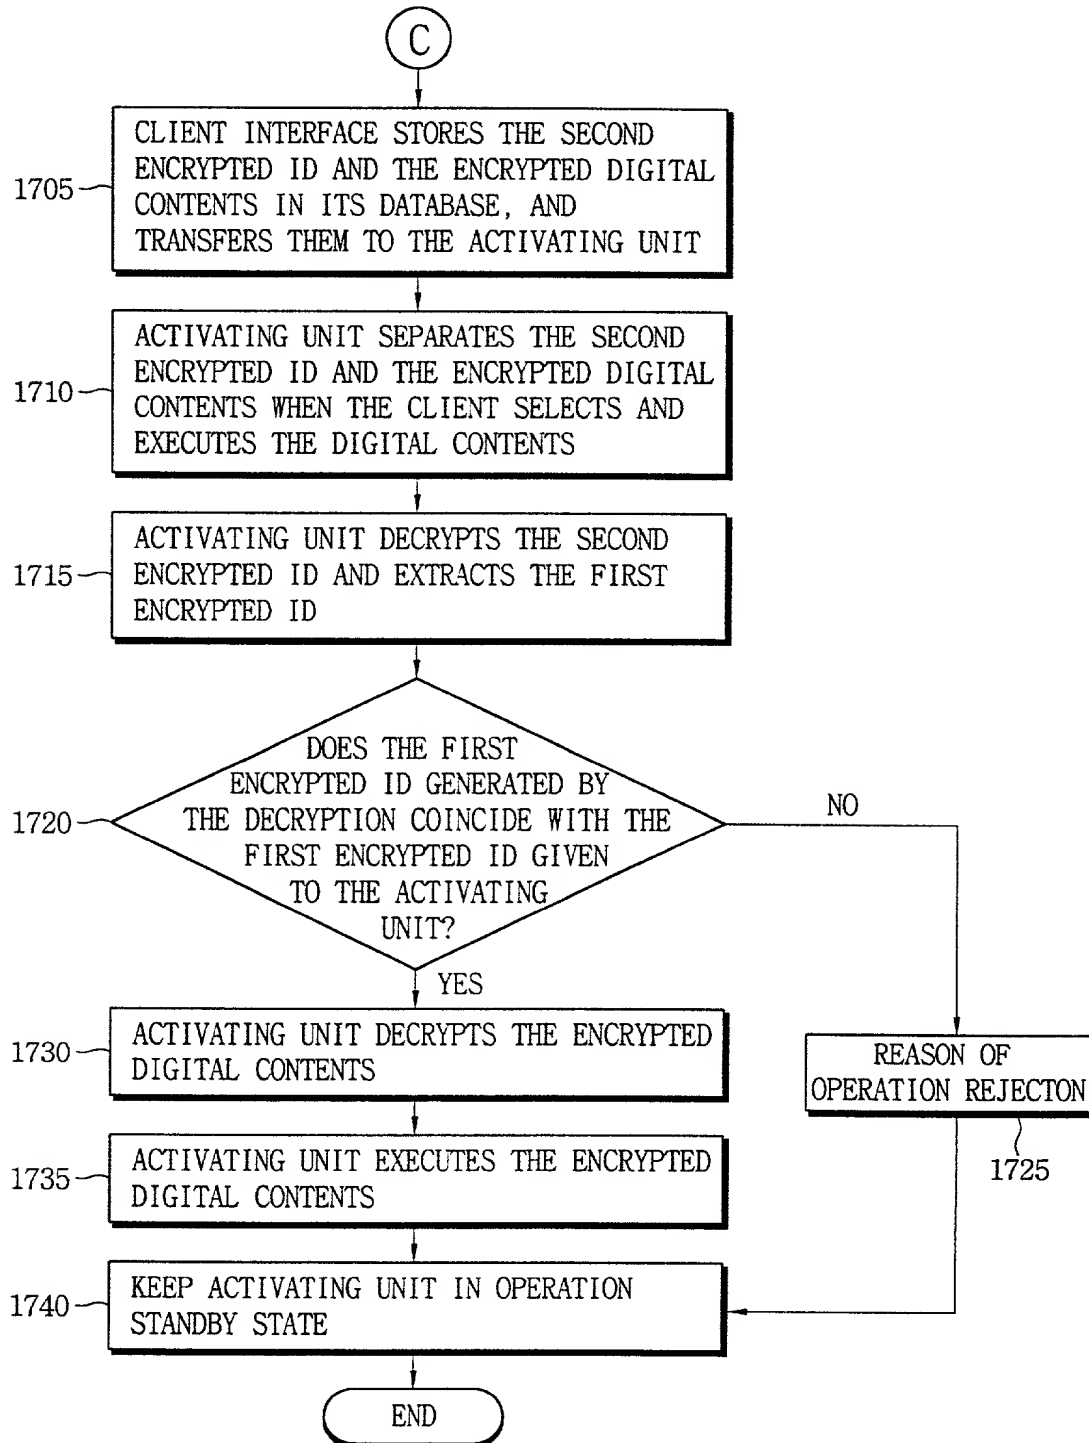 C
CLIENT INTERFACE STORES THE SECOND
ENCRYPTED ID AND THE ENCRYPTED DIGITAL
CONTENTS IN ITS DATABASE, AND
TRANSFERS THEM TO THE ACTIVATING UNIT
1705
ACTIVATING UNIT SEPARATES THE SECOND
ENCRYPTED ID AND THE ENCRYPTED DIGITAL
CONTENTS WHEN THE CLIENT SELECTS AND
EXECUTES THE DIGITAL CONTENTS
1710
ACTIVATING UNIT DECRYPTS THE SECOND
ENCRYPTED ID AND EXTRACTS THE FIRST
ENCRYPTED ID
1715
DOES THE FIRST
ENCRYPTED ID GENERATED BY
THE DECRYPTION COINCIDE WITH THE
FIRST ENCRYPTED ID GIVEN
TO THE ACTIVATING
UNIT?
1720
NO
YES
ACTIVATING UNIT DECRYPTS THE ENCRYPTED
DIGITAL CONTENTS
1730
REASON OF
OPERATION REJECTON
1725
ACTIVATING UNIT EXECUTES THE ENCRYPTED
DIGITAL CONTENTS
1735
KEEP ACTIVATING UNIT IN OPERATION
STANDBY STATE
1740
END